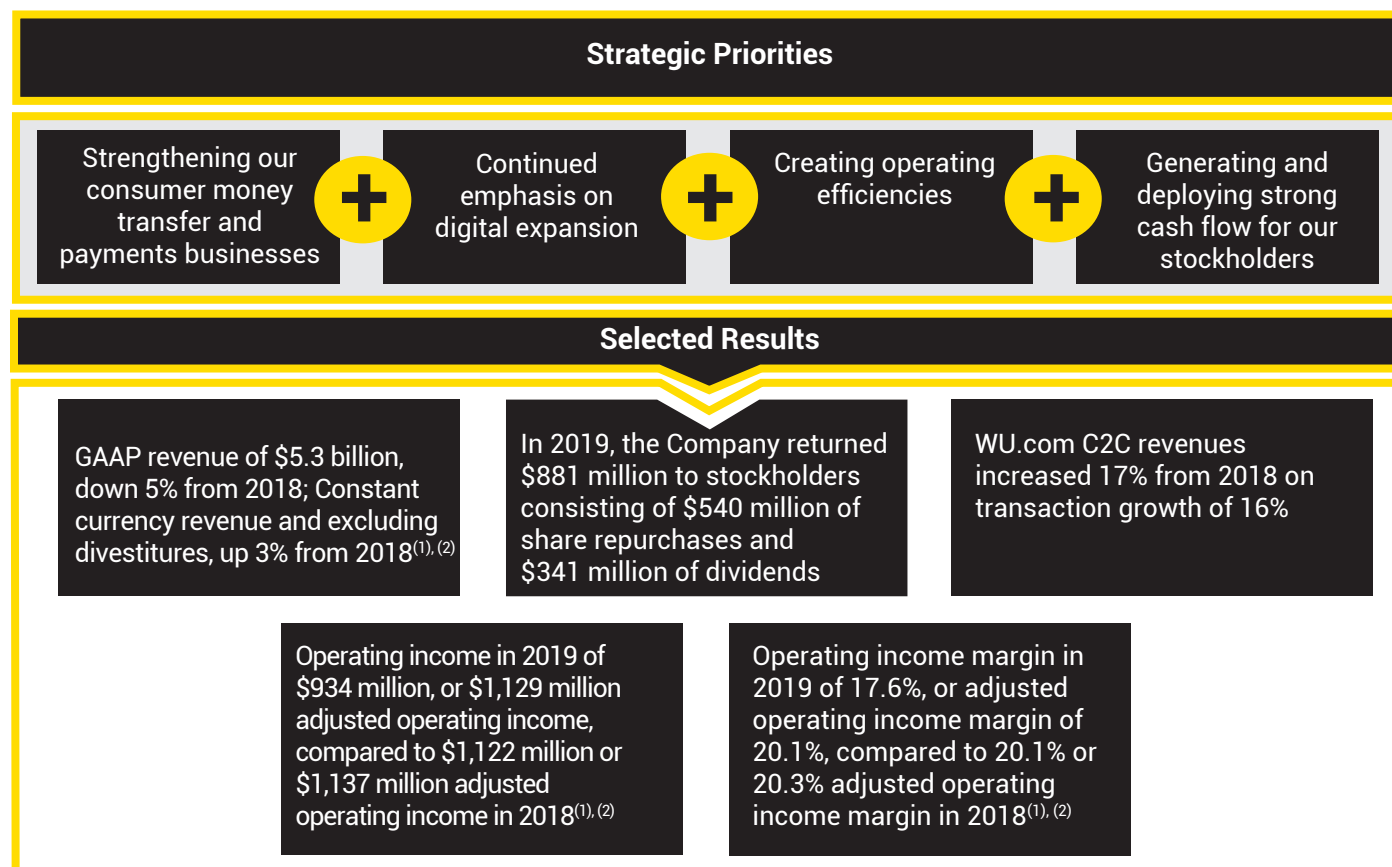 Strategic Priorities
Strengthening our
consumer money
transfer and
payments businesses
+
Continued
emphasis on
digital expansion
+
Creating operating
efficiencies
+
Generating and
deploying strong
cash flow for our
stockholders
Selected Results
GAAP revenue of $5.3 billion,
down 5% from 2018; Constant
currency revenue and excluding
divestitures, up 3% from 2018(1), (2)
In 2019, the Company returned
$881 million to stockholders
consisting of $540 million of
share repurchases and
$341 million of dividends
WU.com C2C revenues
increased 17% from 2018 on
transaction growth of 16%
Operating income in 2019 of
$934 million, or $1,129 million
adjusted operating income,
compared to $1,122 million or
$1,137 million adjusted
operating income in 2018(1), (2)
Operating income margin in
2019 of 17.6%, or adjusted
operating income margin of
20.1%, compared to 20.1% or
20.3% adjusted operating
income margin in 2018(1), (2)